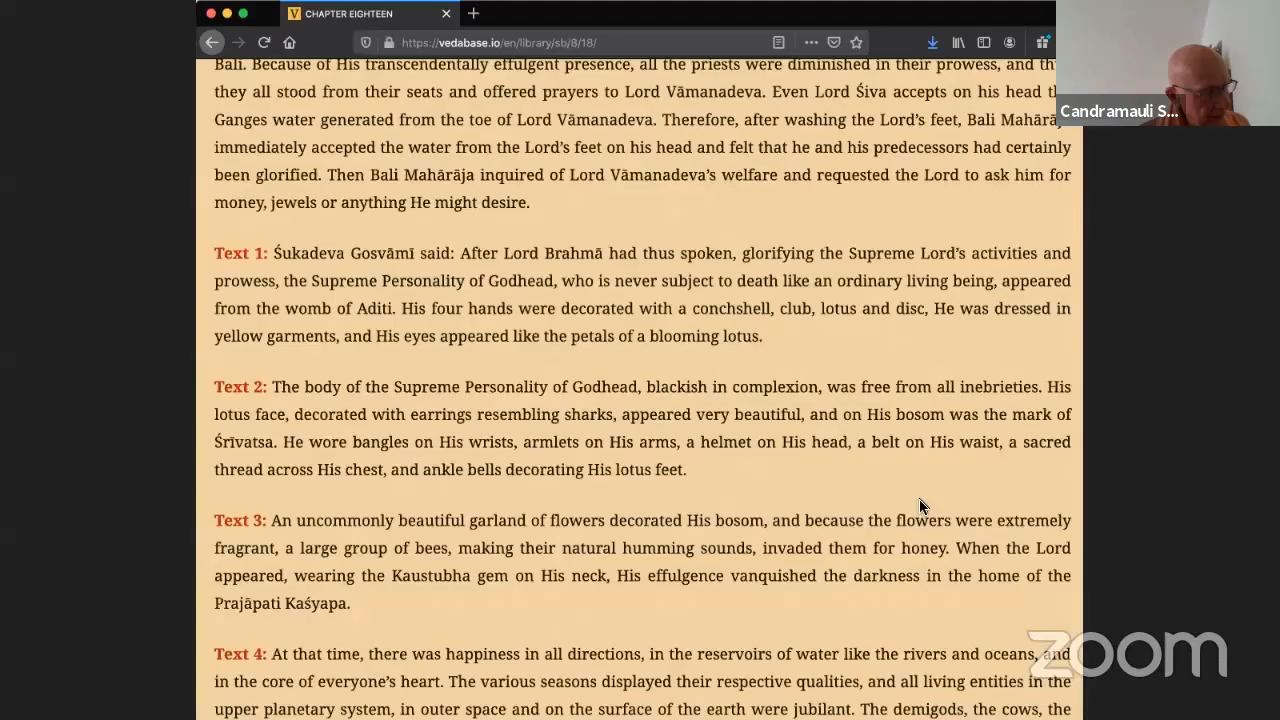 CHAPTER EIGHTEEN
https://vedabase.io/en/library/sb/8/18/
Candramauli S...
Bali. Because of His transcendentally effulgent presence, all the priests were diminished in their prowess, and
they all stood from their seats and offered prayers to Lord Vāmanadeva. Even Lord Śiva accepts on his head
Ganges water generated from the toe of Lord Vāmanadeva. Therefore, after washing the Lord's feet, Bali
immediately accepted the water from the Lord's feet on his head and felt that he and his predecessors had certainly
been glorified. Then Bali Mahārāja inquired of Lord Vāmanadeva's welfare and requested the Lord to ask him for
money, jewels or anything He might desire.
Text 1: Śukadeva Gosvāmī said: After Lord Brahmā had thus spoken, glorifying the Supreme Lord's activities and
prowess, the Supreme Personality of Godhead, who is never subject to death like an ordinary living being, appeared
from the womb of Aditi. His four hands were decorated with a conchshell, club, lotus and disc, He was dressed in
yellow garments, and His eyes appeared like the petals of a blooming lotus.
Text 2: The body of the Supreme Personality of Godhead, blackish in complexion, was free from all inebrieties. His
lotus face, decorated with earrings resembling sharks, appeared very beautiful, and on His bosom was the mark of
Śrīvatsa. He wore bangles on His wrists, armlets on His arms, a helmet on His head, a belt on His waist, a sacred
thread across His chest, and ankle bells decorating His lotus feet.
Text 3: An uncommonly beautiful garland of flowers decorated His bosom, and because the flowers were extremely
fragrant, a large group of bees, making their natural humming sounds, invaded them for honey. When the Lord
appeared, wearing the Kaustubha gem on His neck, His effulgence vanquished the darkness in the home of the
Prajāpati Kaśyapa.
Text 4: At that time, there was happiness in all directions, in the reservoirs of water like the rivers and oceans, and
in the core of everyone's heart. The various seasons displayed their respective qualities, and all living entities in the
upper planetary system, in outer space and on the surface of the earth were jubilant. The demigods, the cows, the
zoom